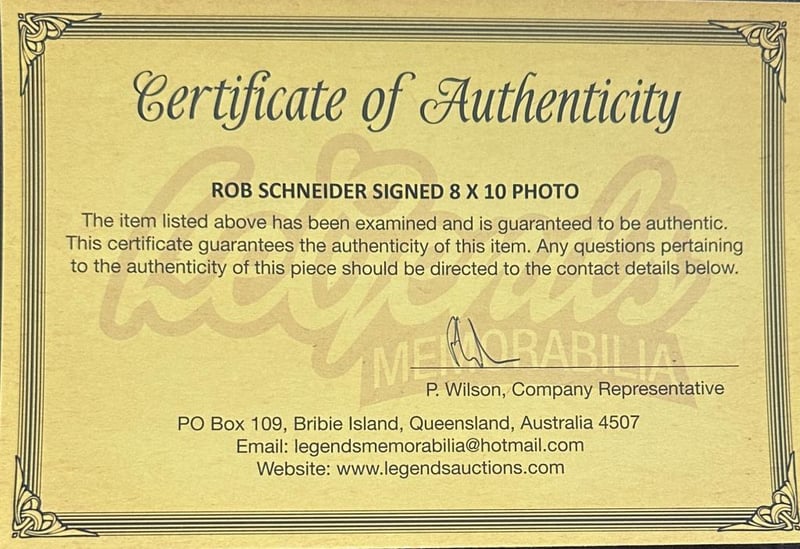 Certificate of Authenticity
Legends
MEMORABILIA
ROB SCHNEIDER SIGNED 8 X 10 PHOTO
The item listed above has been examined and is guaranteed to be authentic.
This certificate guarantees the authenticity of this item. Any questions pertaining
to the authenticity of this piece should be directed to the contact details below.
P. Wilson, Company Representative
PO Box 109, Bribie Island, Queensland, Australia 4507
Email: legendsmemorabilia@hotmail.com
Website: www.legendsauctions.com